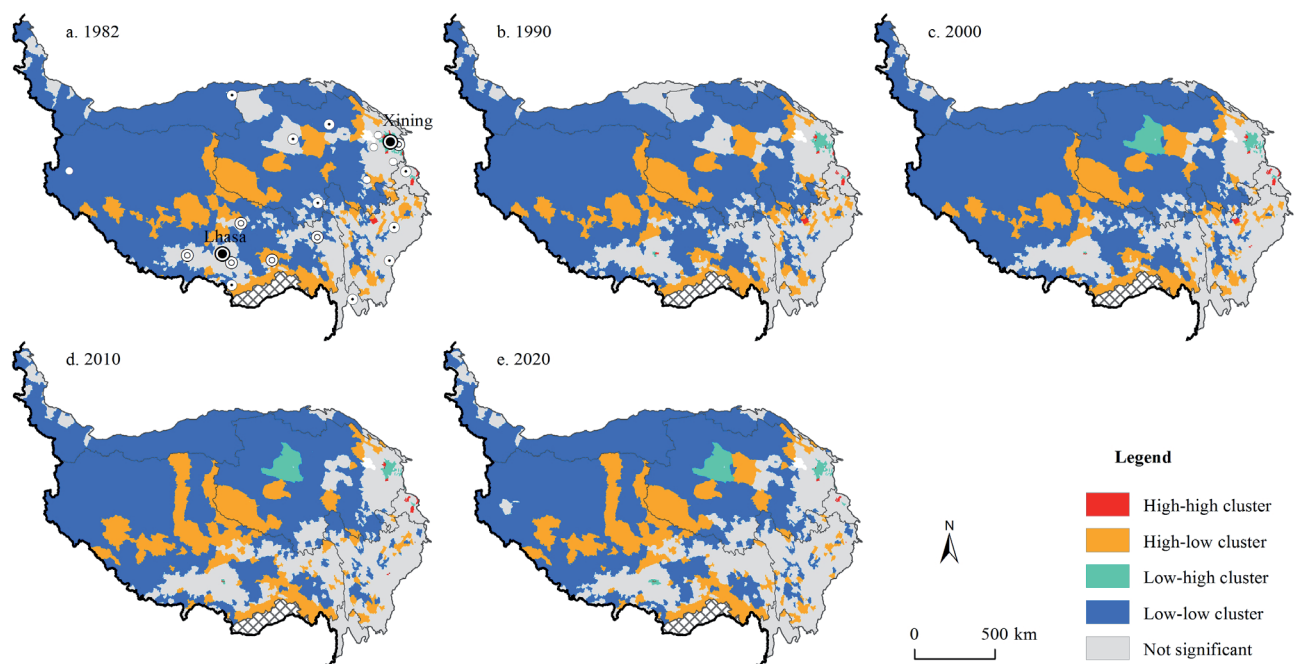 a. 1982
b. 1990
c. 2000
Xining
Lhasa
d. 2010
e. 2020
Legend
High-high cluster
High-low cluster
Low-high cluster
Low-low cluster
Not significant
N
0 500 km